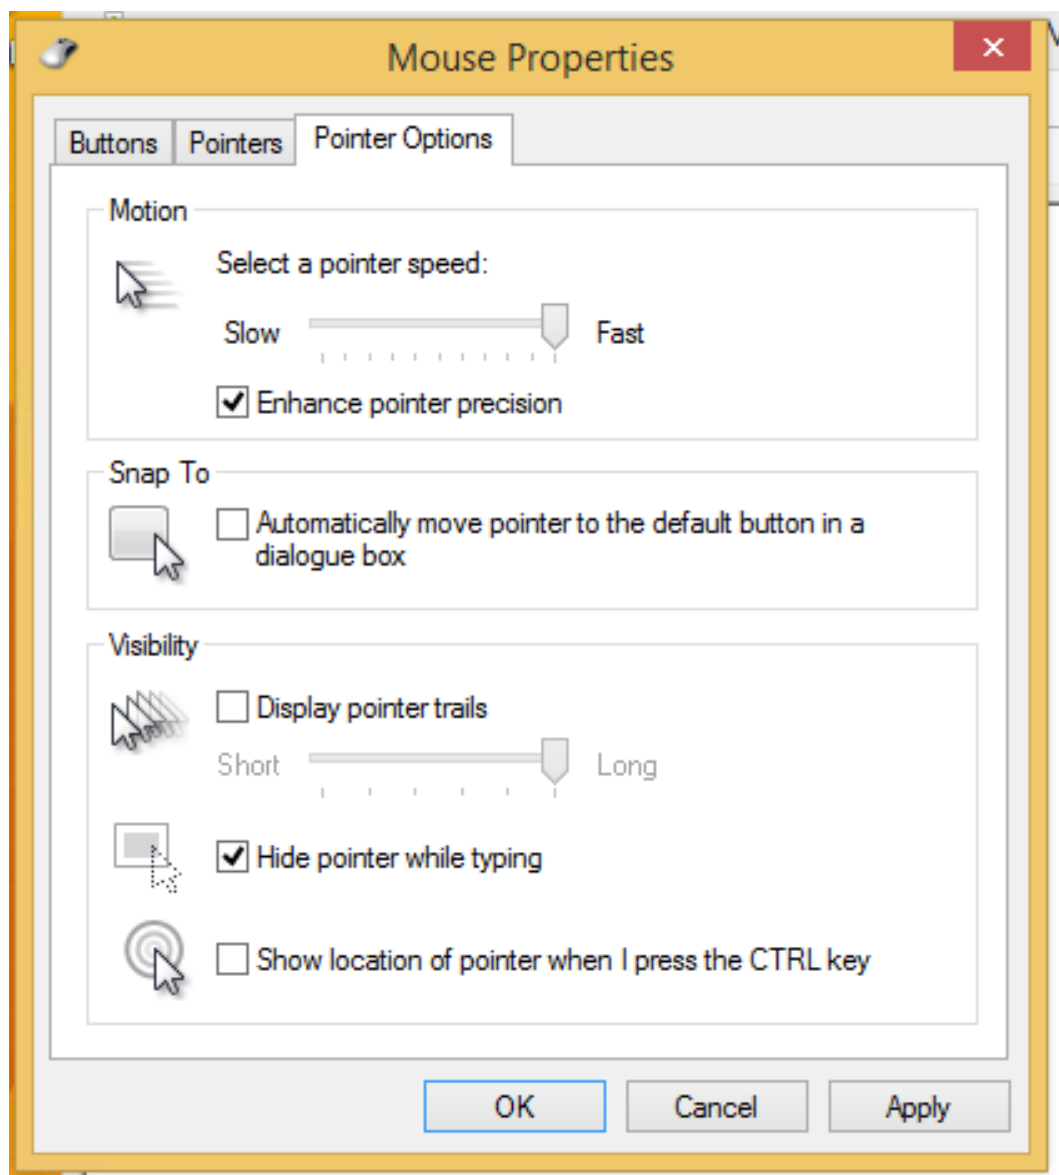 Mouse Properties
Buttons Pointers Pointer Options
Motion
Select a pointer speed:
Slow Fast
Enhance pointer precision
Snap To
Automatically move pointer to the default button in a
dialogue box
Visibility
Display pointer trails
Short Long
Hide pointer while typing
Show location of pointer when I press the CTRL key
OK Cancel Apply